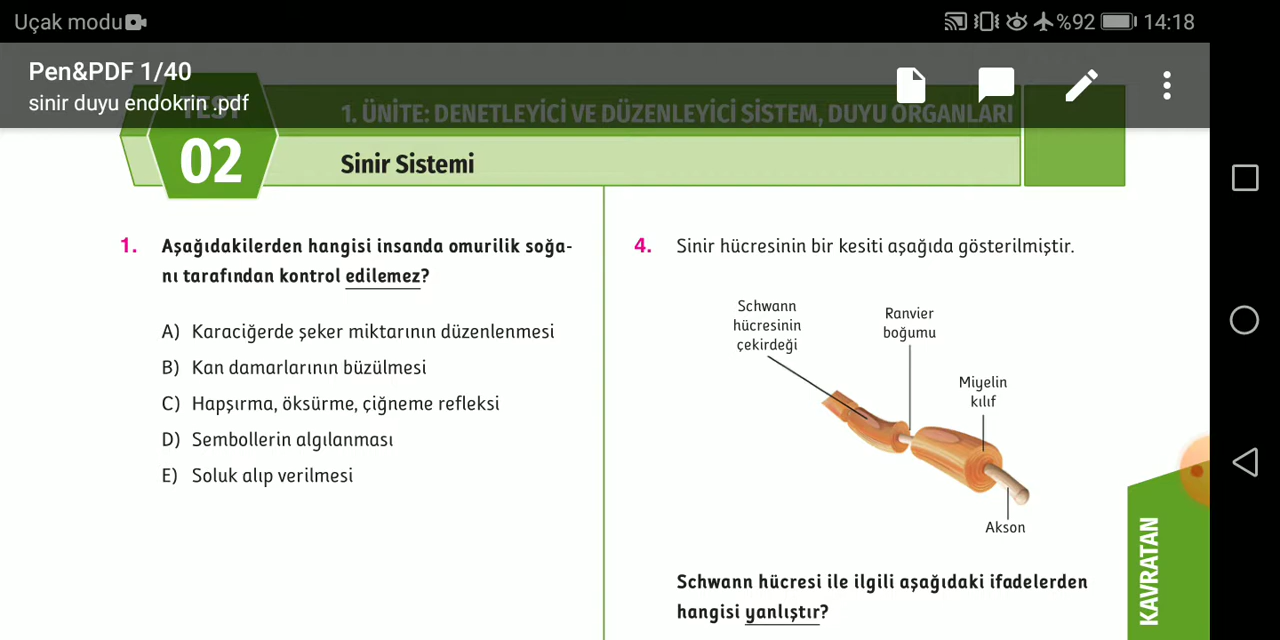 Uçak modu
%92
14:18
Pen&PDF 1/40
sinir duyu endokrin .pdf
TEST
02
1. ÜNİTE: DENETLEYİCİ VE DÜZENLEYİCİ SİSTEM, DUYU ORGANLARI
Sinir Sistemi
1. Aşağıdakilerden hangisi insanda omurilik soğa-
nı tarafından kontrol edilemez?
A) Karaciğerde şeker miktarının düzenlenmesi
B) Kan damarlarının büzülmesi
C) Hapşırma, öksürme, çiğneme refleksi
D) Sembollerin algılanması
E) Soluk alıp verilmesi
4. Sinir hücresinin bir kesiti aşağıda gösterilmiştir.
Schwann
hücresinin
çekirdeği
Ranvier
boğumu
Miyelin
kılıf
Akson
Schwann hücresi ile ilgili aşağıdaki ifadelerden
hangisi yanlıştır?
KAVRATAN